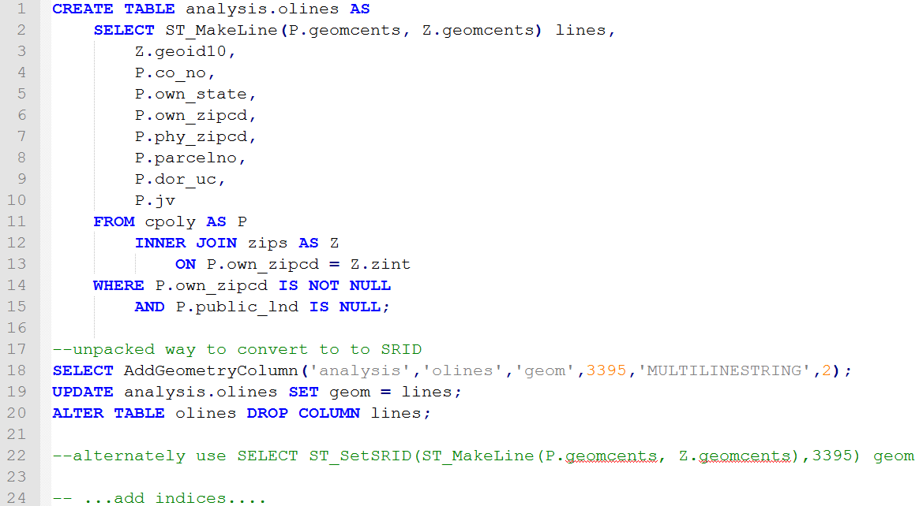 1 CREATE TABLE analysis.olines AS
2     SELECT ST_MakeLine(P.geomcents, Z.geomcents) lines,
3         Z.geoid10,
4         P.co_no,
5         P.own_state,
6         P.own_zipcd,
7         P.phy_zipcd,
8         P.parcelno,
9         P.dor_uc,
10         P.jv
11     FROM cpoly AS P
12         INNER JOIN zips AS Z
13             ON P.own_zipcd = Z.zint
14     WHERE P.own_zipcd IS NOT NULL
15         AND P.public_lnd IS NULL;
16
17 --unpacked way to convert to to SRID
18 SELECT AddGeometryColumn('analysis','olines','geom',3395,'MULTILINESTRING',2);
19 UPDATE analysis.olines SET geom = lines;
20 ALTER TABLE olines DROP COLUMN lines;
21
22 --alternately use SELECT ST_SetSRID(ST_MakeLine(P.geomcents, Z.geomcents),3395) geom
23
24 -- ...add indices....